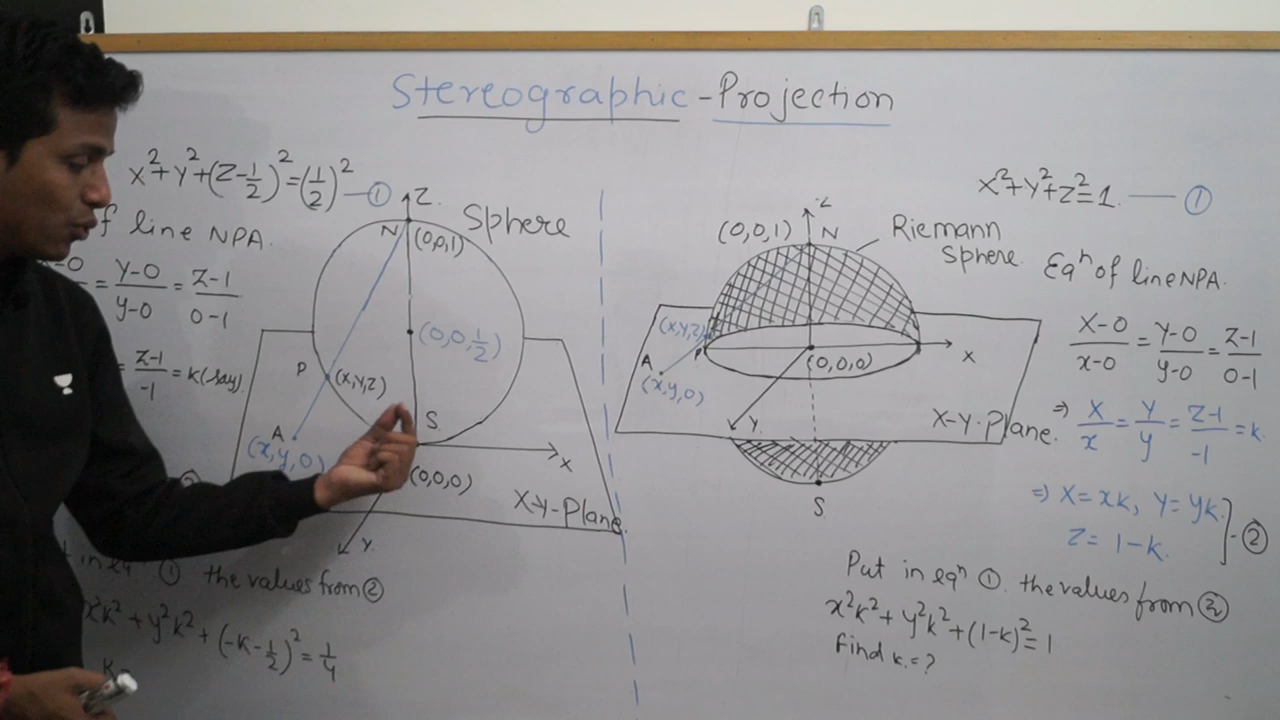 Stereographic - Projection
X²+Y²+(Z-1/2)²=(1/2)² — ①
f line NPA.
-0 = Y-0/y-0 = Z-1/0-1
= Z-1/-1 = K (say)
Z
N
(0,0,1)
Sphere
(0,0,1/2)
P
(X,Y,Z)
A
(x,y,0)
S
(0,0,0)
X
Y
X-Y-Plane
in eqⁿ ① the values from ②
x²k² + y²k² + (-K-1/2)² = 1/4
K
X²+Y²+Z²=1. — ①
Z
(0,0,1) N
Riemann
Sphere.
(X,Y,Z)
P
A
(x,y,0)
(0,0,0)
X
Y.
X-Y-Plane.
S
Eqⁿ of line NPA.
X-0/x-0 = Y-0/y-0 = Z-1/0-1
⇒ X/x = Y/y = Z-1/-1 = k.
⇒ X = xk, Y = yk.
Z = 1-k. ] - ②
Put in eqⁿ ①. the values from ②
x²k² + y²k² + (1-k)² = 1
Find k = ?